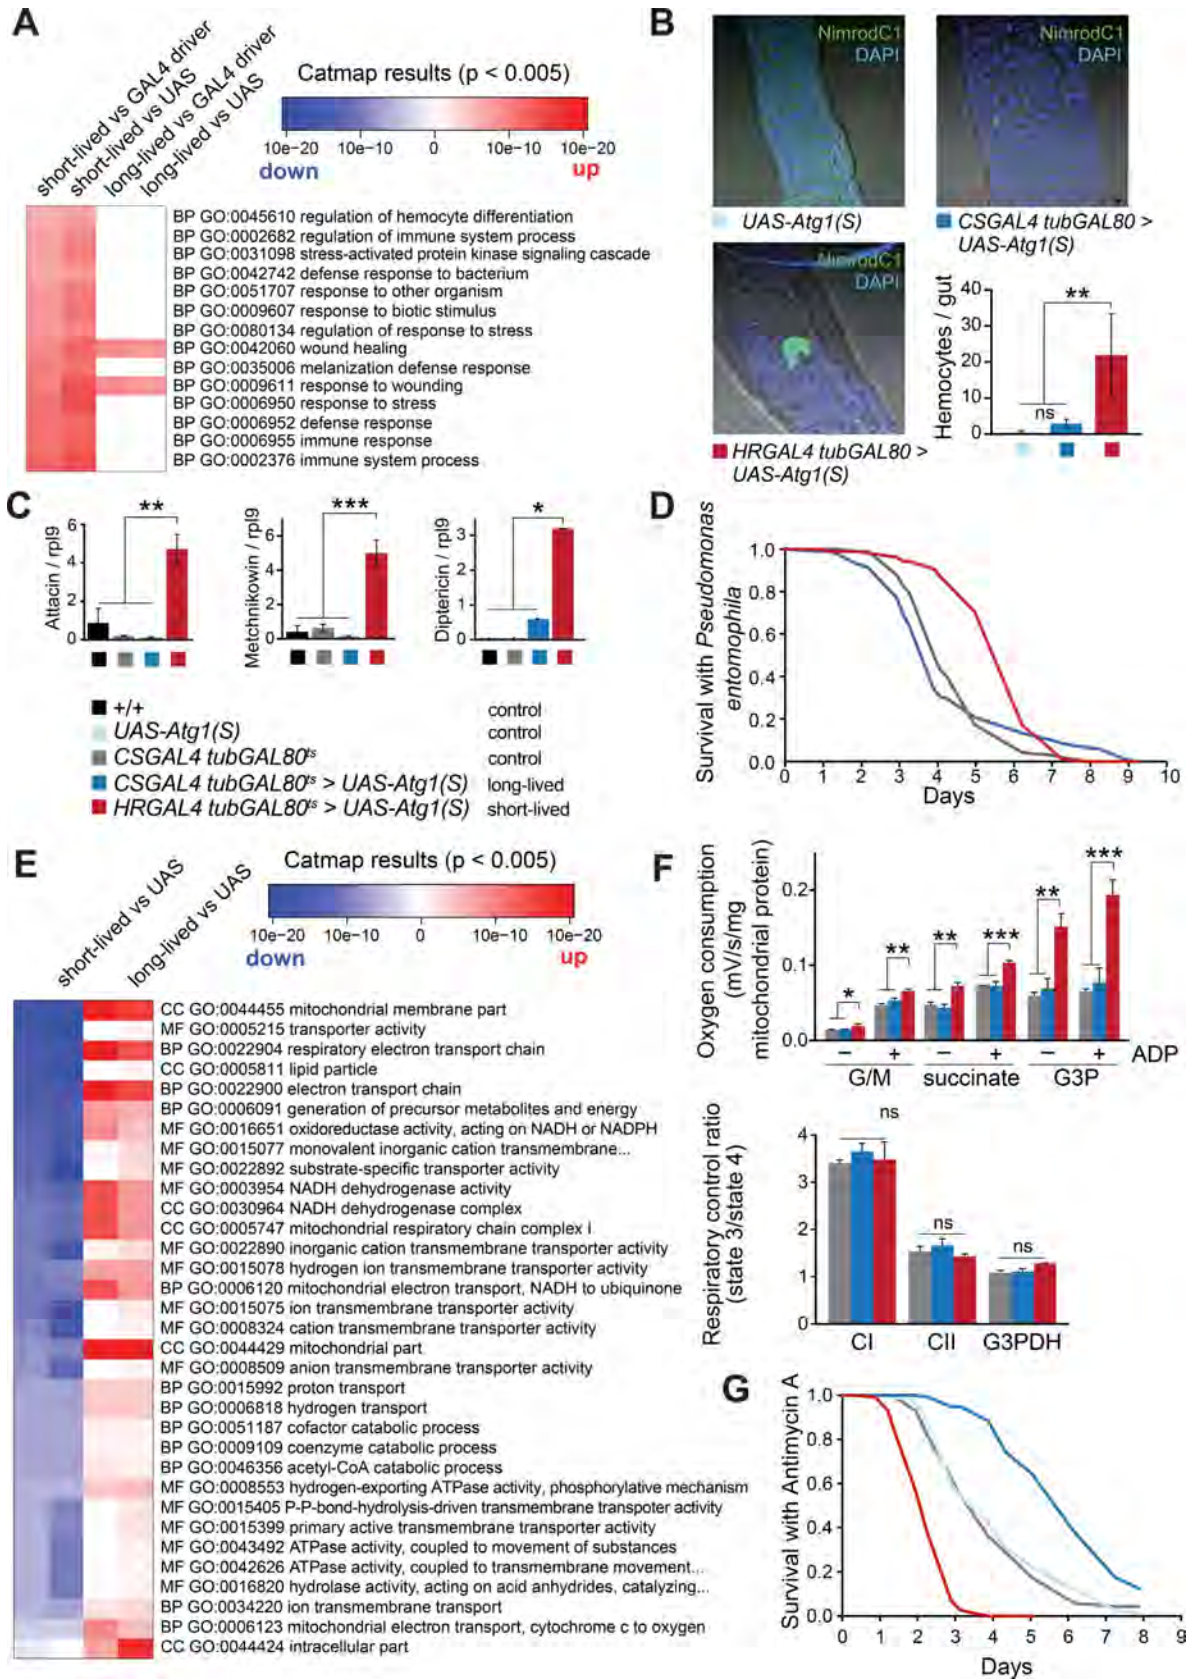 A
short-lived vs GAL4 driver
short-lived vs UAS
long-lived vs GAL4 driver
long-lived vs UAS
Catmap results (p < 0.005)
10e-20 10e-10 0 10e-10 10e-20
down up
BP GO:0045610 regulation of hemocyte differentiation
BP GO:0002682 regulation of immune system process
BP GO:0031098 stress-activated protein kinase signaling cascade
BP GO:0042742 defense response to bacterium
BP GO:0051707 response to other organism
BP GO:0009607 response to biotic stimulus
BP GO:0080134 regulation of response to stress
BP GO:0042060 wound healing
BP GO:0035006 melanization defense response
BP GO:0009611 response to wounding
BP GO:0006950 response to stress
BP GO:0006952 defense response
BP GO:0006955 immune response
BP GO:0002376 immune system process
B
NimrodC1
DAPI
NimrodC1
DAPI
UAS-Atg1(S)
CSGAL4 tubGAL80 >
UAS-Atg1(S)
NimrodC1
DAPI
HRGAL4 tubGAL80 >
UAS-Atg1(S)
Hemocytes / gut
40
30
20
10
0
ns
**
C
Attacin / rpl9
6
4
2
0
**
Metchnikowin / rpl9
6
4
2
0
***
Diptericin / rpl9
3
2
1
0
*
+/+ control
UAS-Atg1(S) control
CSGAL4 tubGAL80ts control
CSGAL4 tubGAL80ts > UAS-Atg1(S) long-lived
HRGAL4 tubGAL80ts > UAS-Atg1(S) short-lived
D
Survival with Pseudomonas
entomophila
1.0
0.8
0.6
0.4
0.2
0.0
0 1 2 3 4 5 6 7 8 9 10
Days
E
short-lived vs UAS
long-lived vs UAS
Catmap results (p < 0.005)
10e-20 10e-10 0 10e-10 10e-20
down up
CC GO:0044455 mitochondrial membrane part
MF GO:0005215 transporter activity
BP GO:0022904 respiratory electron transport chain
CC GO:0005811 lipid particle
BP GO:0022900 electron transport chain
BP GO:0006091 generation of precursor metabolites and energy
MF GO:0016651 oxidoreductase activity, acting on NADH or NADPH
MF GO:0015077 monovalent inorganic cation transmembrane...
MF GO:0022892 substrate-specific transporter activity
MF GO:0003954 NADH dehydrogenase activity
CC GO:0030964 NADH dehydrogenase complex
CC GO:0005747 mitochondrial respiratory chain complex I
MF GO:0022890 inorganic cation transmembrane transporter activity
MF GO:0015078 hydrogen ion transmembrane transporter activity
BP GO:0006120 mitochondrial electron transport, NADH to ubiquinone
MF GO:0015075 ion transmembrane transporter activity
MF GO:0008324 cation transmembrane transporter activity
CC GO:0044429 mitochondrial part
MF GO:0008509 anion transmembrane transporter activity
BP GO:0015992 proton transport
BP GO:0006818 hydrogen transport
BP GO:0051187 cofactor catabolic process
BP GO:0009109 coenzyme catabolic process
BP GO:0046356 acetyl-CoA catabolic process
MF GO:0008553 hydrogen-exporting ATPase activity, phosphorylative mechanism
MF GO:0015405 P-P-bond-hydrolysis-driven transmembrane transpoter activity
MF GO:0015399 primary active transmembrane transporter activity
MF GO:0043492 ATPase activity, coupled to movement of substances
MF GO:0042626 ATPase activity, coupled to transmembrane movement...
MF GO:0016820 hydrolase activity, acting on acid anhydrides, catalyzing...
BP GO:0034220 ion transmembrane transport
BP GO:0006123 mitochondrial electron transport, cytochrome c to oxygen
CC GO:0044424 intracellular part
F
Oxygen consumption
(mV/s/mg
mitochondrial protein)
0.2
0.1
0.0
* ** ** *** ** ***
− + − + − + ADP
G/M succinate G3P
Respiratory control ratio
(state 3/state 4)
4
3
2
1
0
ns
ns
ns
CI CII G3PDH
G
Survival with Antimycin A
1.0
0.8
0.6
0.4
0.2
0.0
0 1 2 3 4 5 6 7 8 9
Days